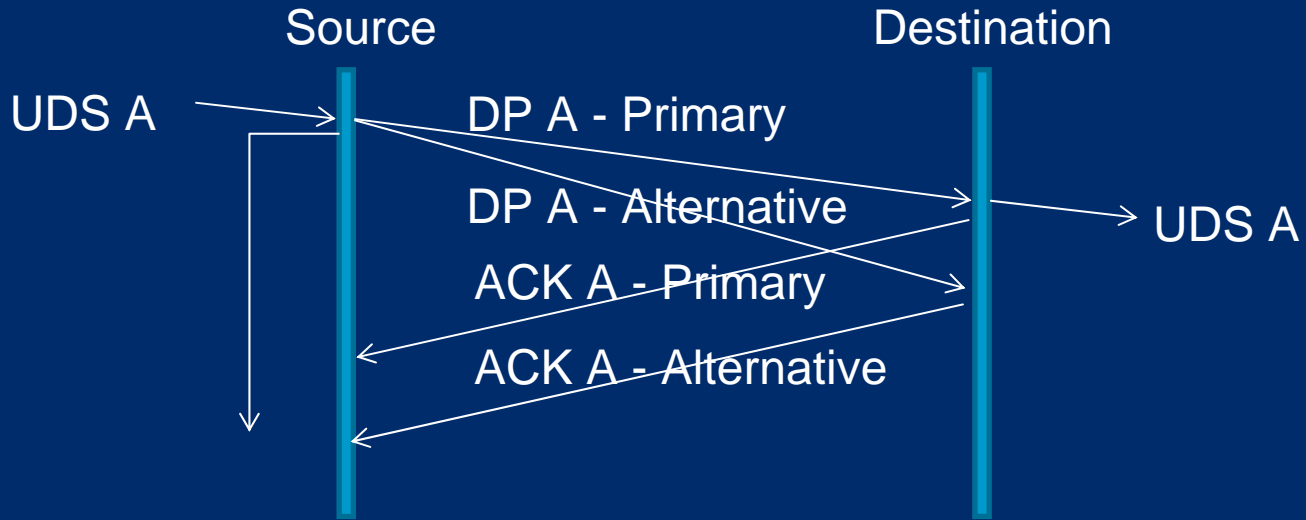 Source
Destination
UDS A
DP A - Primary
DP A - Alternative
UDS A
ACK A - Primary
ACK A - Alternative